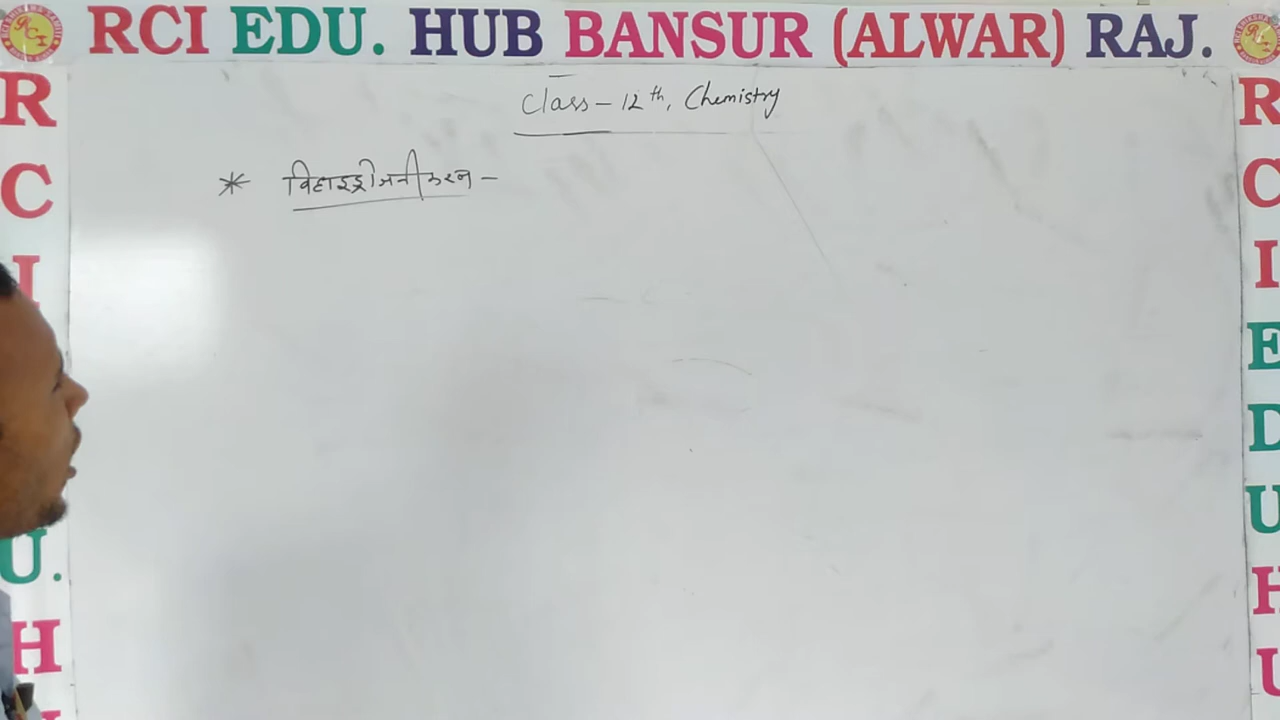 RCI EDU. HUB BANSUR (ALWAR) RAJ.
Class – 12th, Chemistry
* विहाइड्रोजनीकरण –
R
C
I
U.
H
R
C
I
E
D
U
H
U